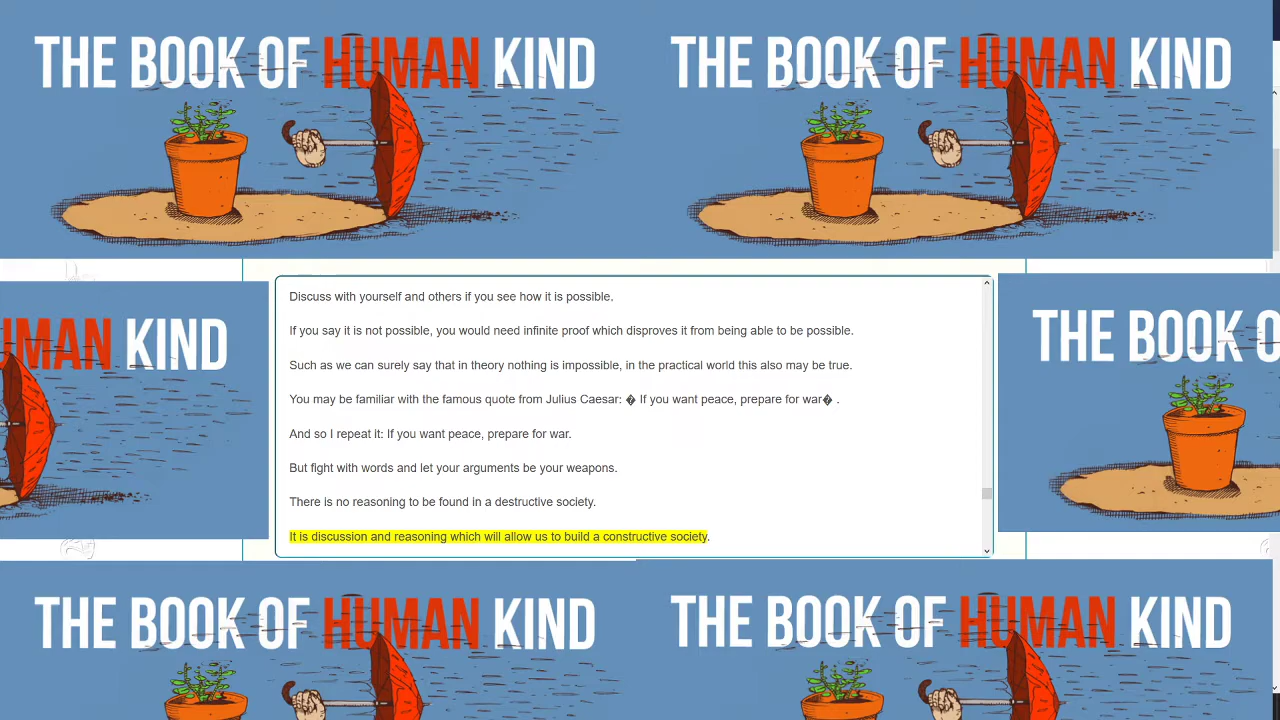 THE BOOK OF HUMAN KIND
THE BOOK OF HUMAN KIND
UMAN KIND
THE BOOK O
Discuss with yourself and others if you see how it is possible.
If you say it is not possible, you would need infinite proof which disproves it from being able to be possible.
Such as we can surely say that in theory nothing is impossible, in the practical world this also may be true.
You may be familiar with the famous quote from Julius Caesar: � If you want peace, prepare for war� .
And so I repeat it: If you want peace, prepare for war.
But fight with words and let your arguments be your weapons.
There is no reasoning to be found in a destructive society.
It is discussion and reasoning which will allow us to build a constructive society.
THE BOOK OF HUMAN KIND
THE BOOK OF HUMAN KIND